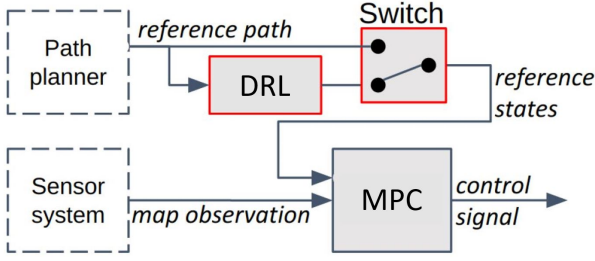 Switch
Path
planner
reference path
DRL
reference
states
Sensor
system
map observation
MPC
control
signal